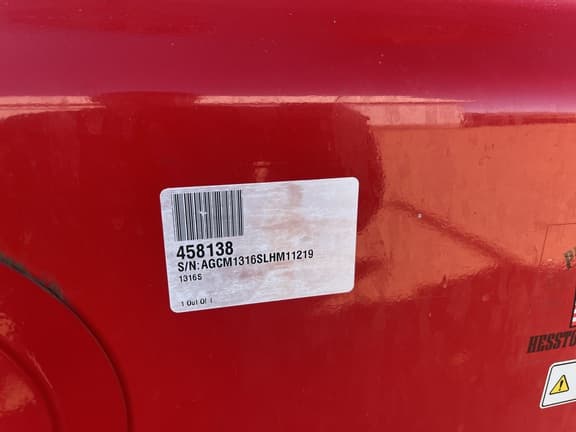 458138
S/N:AGCM1316SLHM11219
1316S
1 Out Of 1
HESSTO